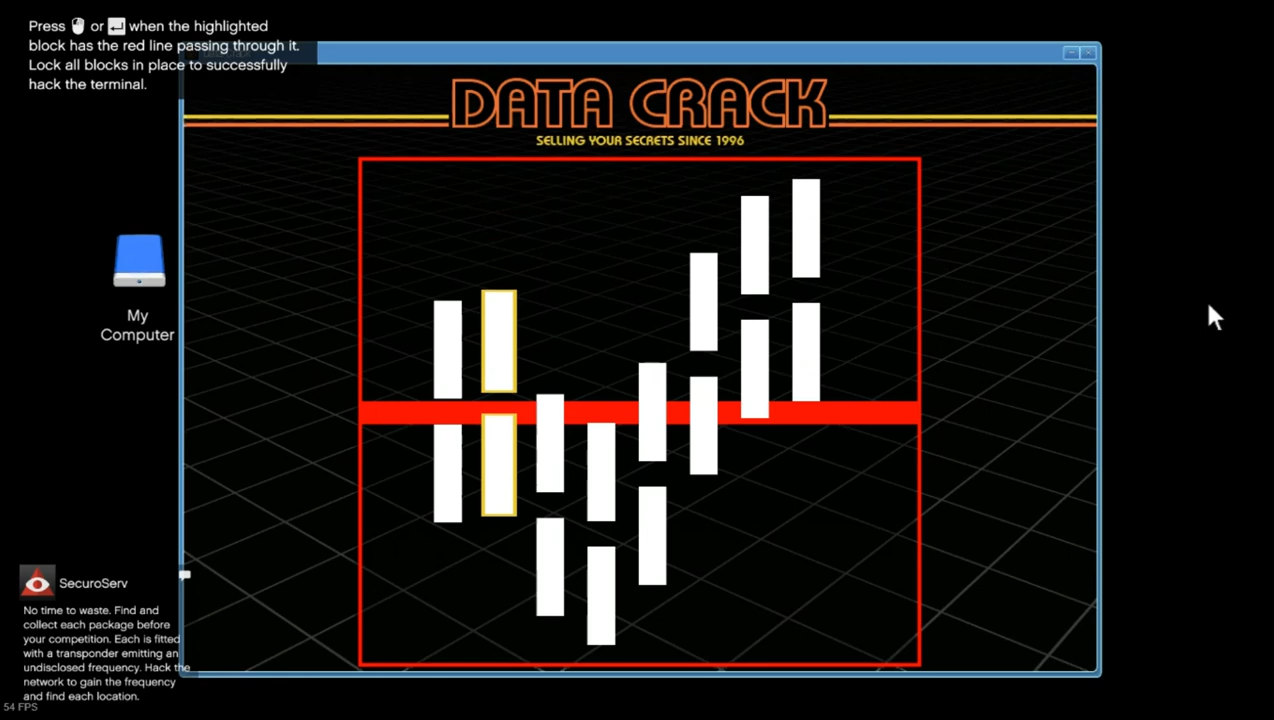 Press or when the highlighted
block has the red line passing through it.
Lock all blocks in place to successfully
hack the terminal.
DATA CRACK
SELLING YOUR SECRETS SINCE 1996
My
Computer
SecuroServ
No time to waste. Find and
collect each package before
your competition. Each is fitted
with a transponder emitting an
undisclosed frequency. Hack the
network to gain the frequency
and find each location.
54 FPS